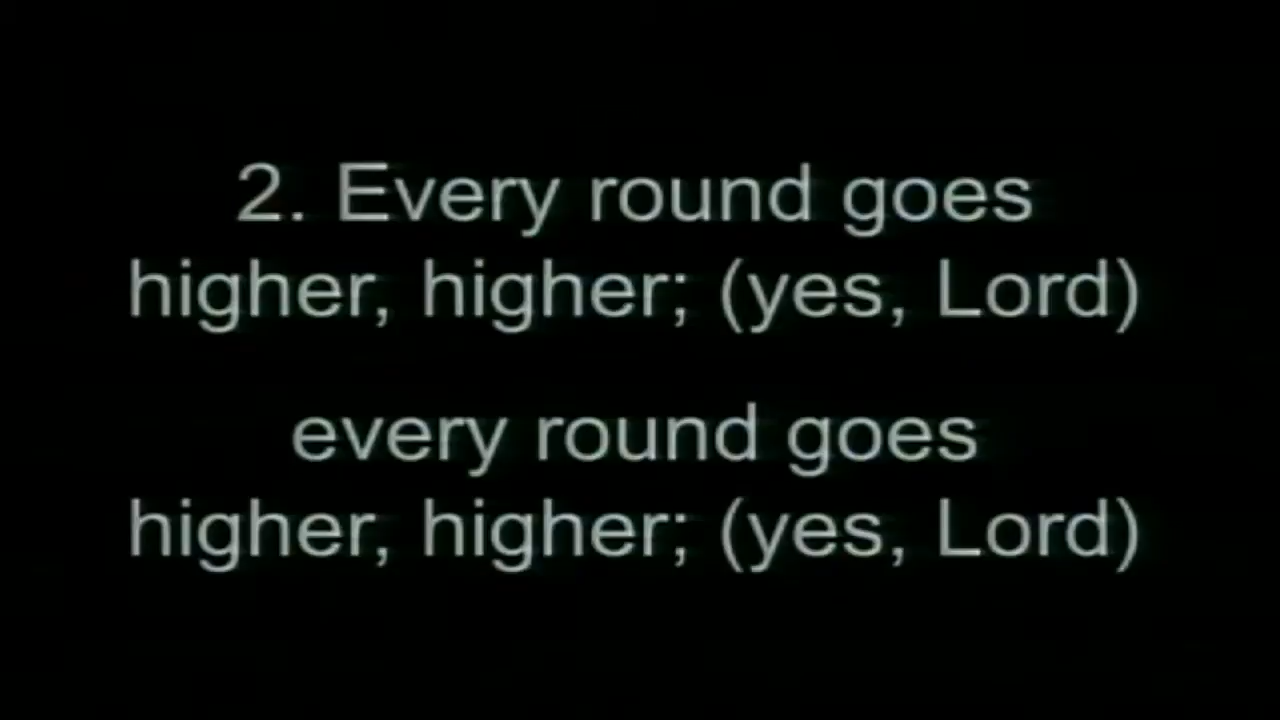 2. Every round goes
higher, higher; (yes, Lord)
every round goes
higher, higher; (yes, Lord)